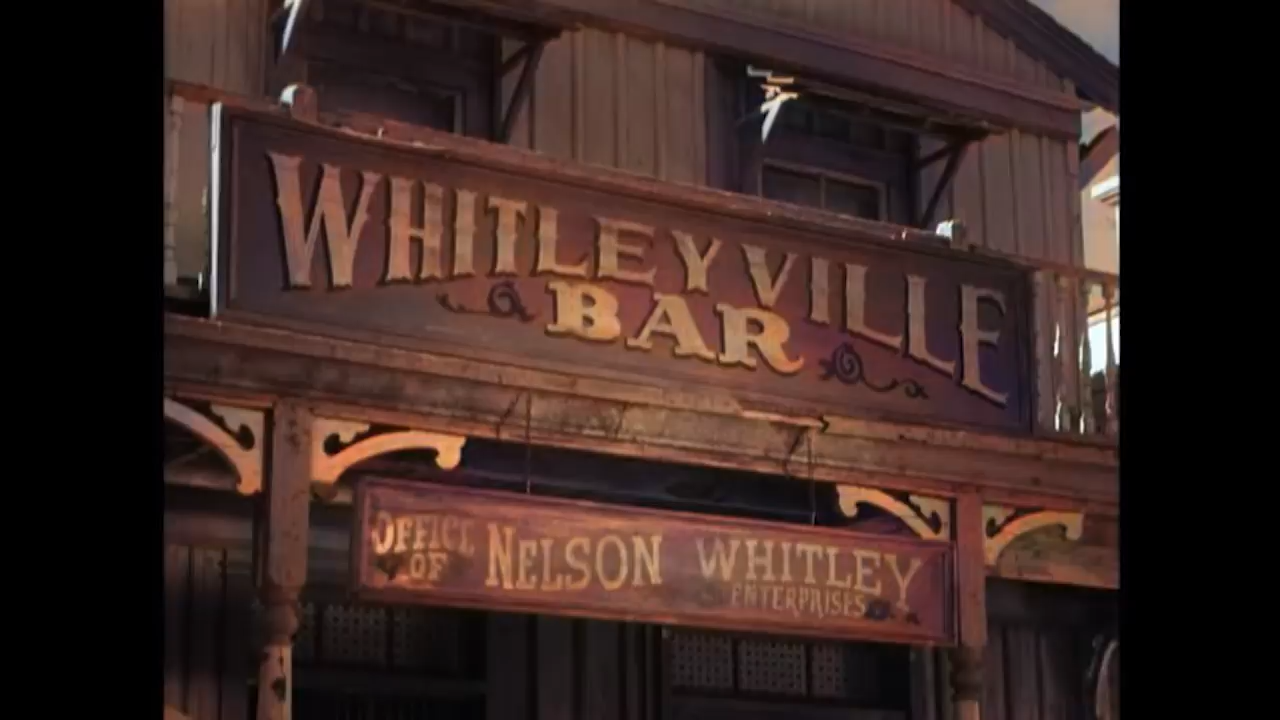 WHITLEYVILLE
BAR
OFFICE
OF
NELSON WHITLEY
ENTERPRISES